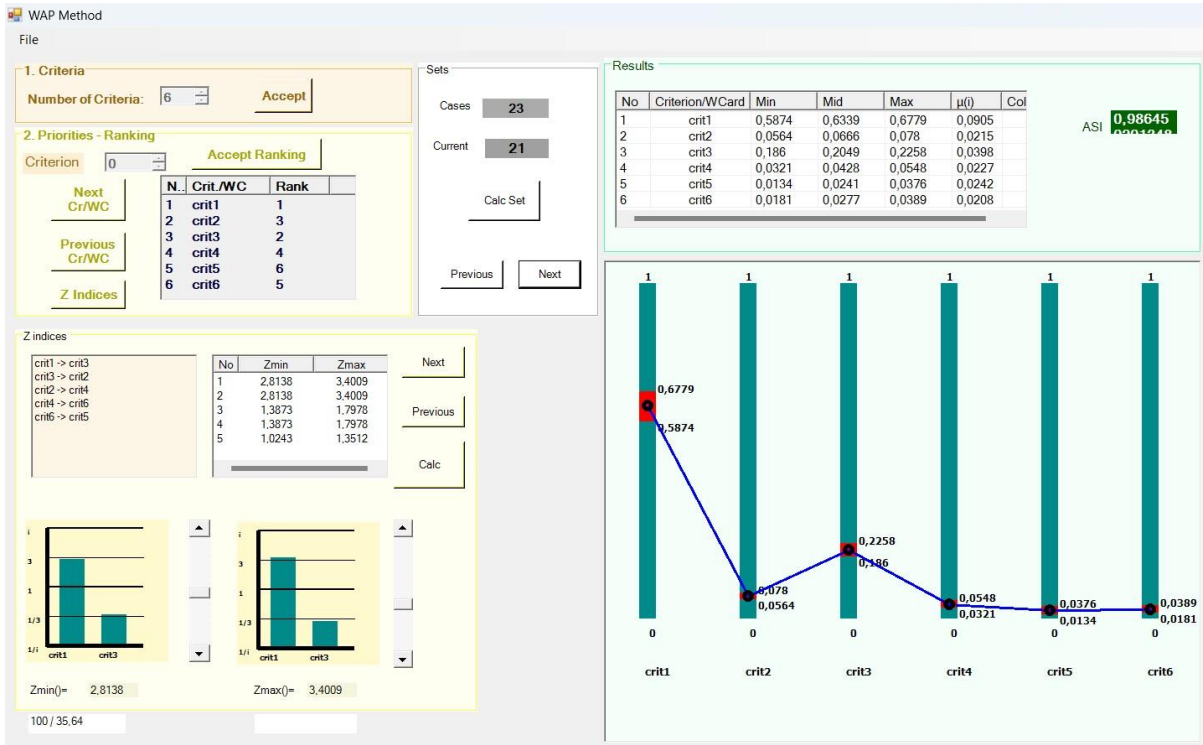 WAP Method
File
1. Criteria
Number of Criteria: 6 Accept
2. Priorities - Ranking
Criterion 0 Accept Ranking
Next Cr/WC
Previous Cr/WC
Z Indices
N.. Crit./WC Rank
1 crit1 1
2 crit2 3
3 crit3 2
4 crit4 4
5 crit5 6
6 crit6 5
Sets
Cases 23
Current 21
Calc Set
Previous Next
Results
No Criterion/WCard Min Mid Max µ(i) Col
1 crit1 0,5874 0,6339 0,6779 0,0905
2 crit2 0,0564 0,0666 0,078 0,0215
3 crit3 0,186 0,2049 0,2258 0,0398
4 crit4 0,0321 0,0428 0,0548 0,0227
5 crit5 0,0134 0,0241 0,0376 0,0242
6 crit6 0,0181 0,0277 0,0389 0,0208
ASI 0,98645
Z indices
crit1 -> crit3
crit3 -> crit2
crit2 -> crit4
crit4 -> crit6
crit6 -> crit5
No Zmin Zmax
1 2,8138 3,4009
2 2,8138 3,4009
3 1,3873 1,7978
4 1,3873 1,7978
5 1,0243 1,3512
Next
Previous
Calc
i
3
1
1/3
1/i
crit1 crit3
i
3
1
1/3
1/i
crit1 crit3
Zmin()= 2,8138 Zmax()= 3,4009
100 / 35,64
1 1 1 1 1 1
0,6779
0,5874
0,078
0,0564
0,2258
0,186
0,0548
0,0321
0,0376
0,0134
0,0389
0,0181
0 0 0 0 0 0
crit1 crit2 crit3 crit4 crit5 crit6